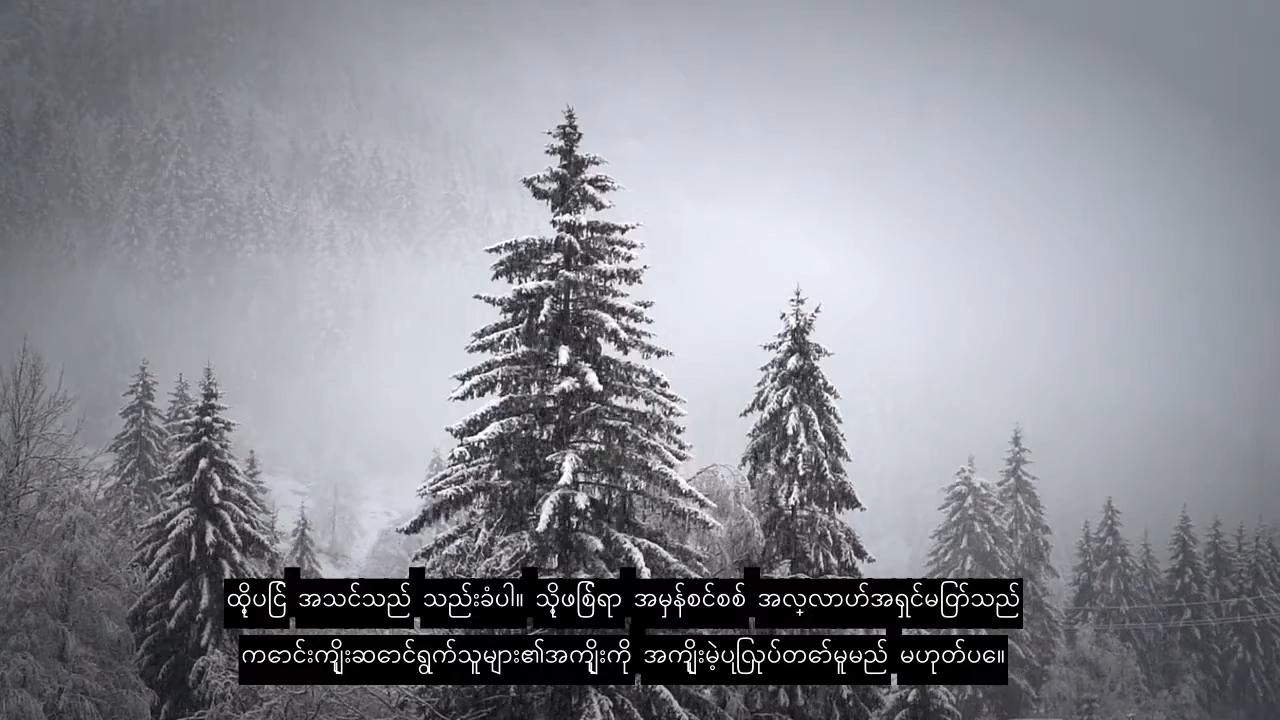 ထို့ပြင် အသင်သည် သည်းခံပါ။ သို့ဖြစ်ရာ အမှန်စင်စစ် အလ္လာဟ်အရှင်မြတ်သည်
ကောင်းကျိုးဆောင်ရွက်သူများ၏အကျိုးကို အကျိုးမဲ့ပြုလုပ်တော်မူမည် မဟုတ်ပေ။